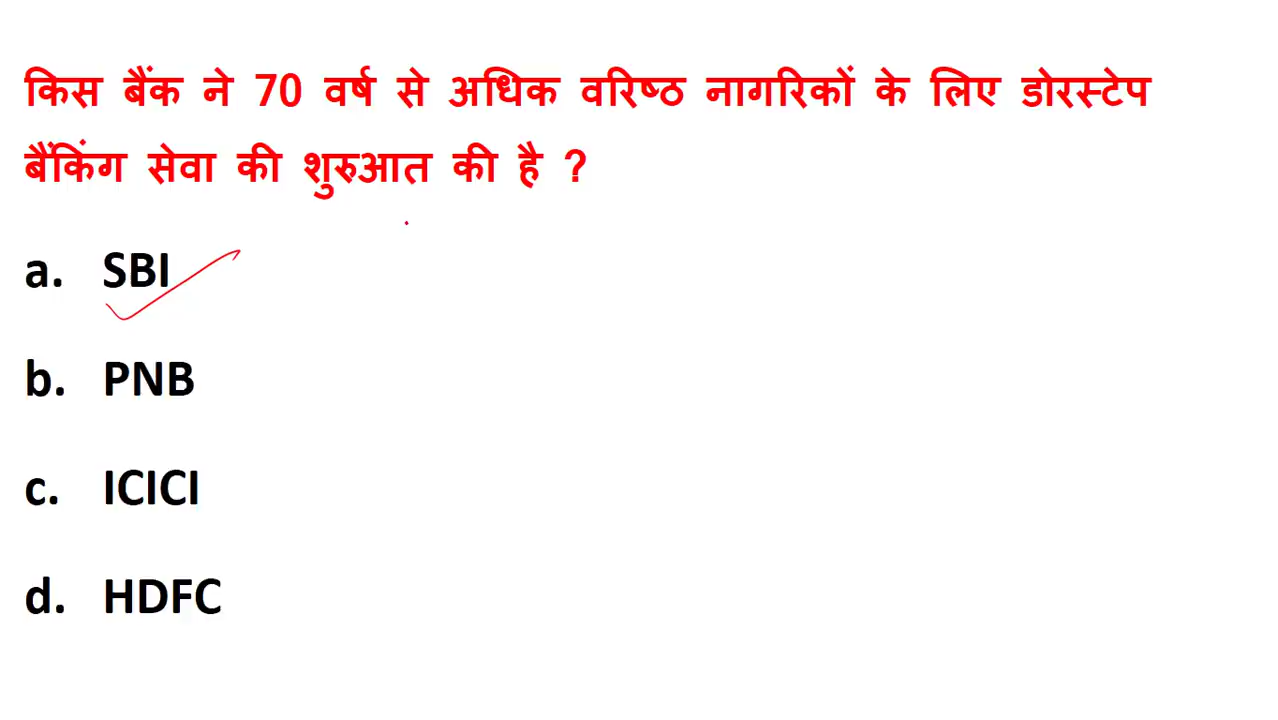 किस बैंक ने 70 वर्ष से अधिक वरिष्ठ नागरिकों के लिए डोरस्टेप
बैंकिंग सेवा की शुरुआत की है ?
a. SBI
b. PNB
c. ICICI
d. HDFC